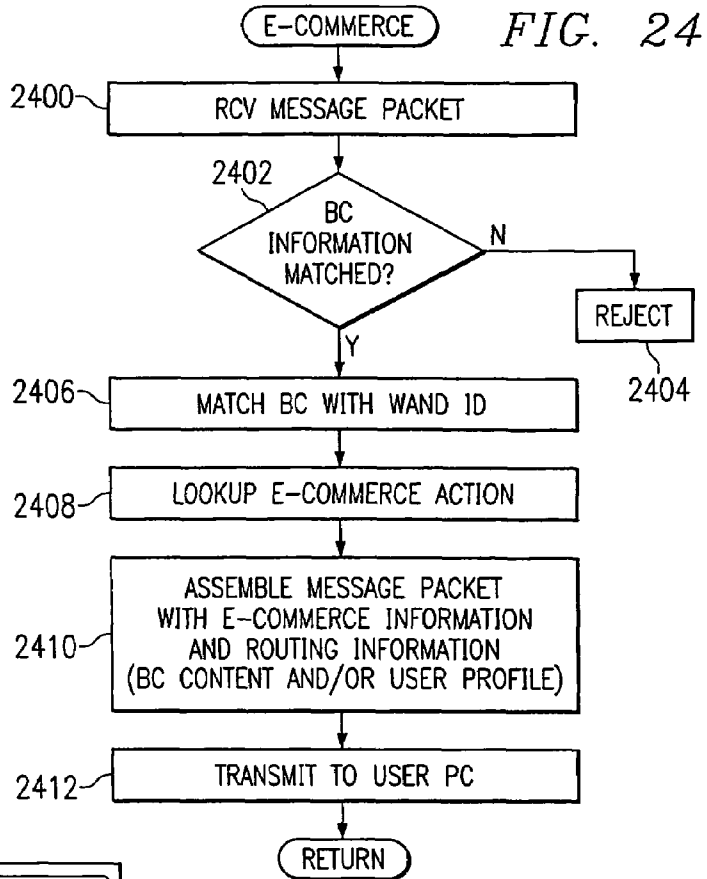 E-COMMERCE
FIG. 24
2400
RCV MESSAGE PACKET
2402
BC
INFORMATION
MATCHED?
N
REJECT
2404
Y
2406
MATCH BC WITH WAND ID
2408
LOOKUP E-COMMERCE ACTION
2410
ASSEMBLE MESSAGE PACKET
WITH E-COMMERCE INFORMATION
AND ROUTING INFORMATION
(BC CONTENT AND/OR USER PROFILE)
2412
TRANSMIT TO USER PC
RETURN